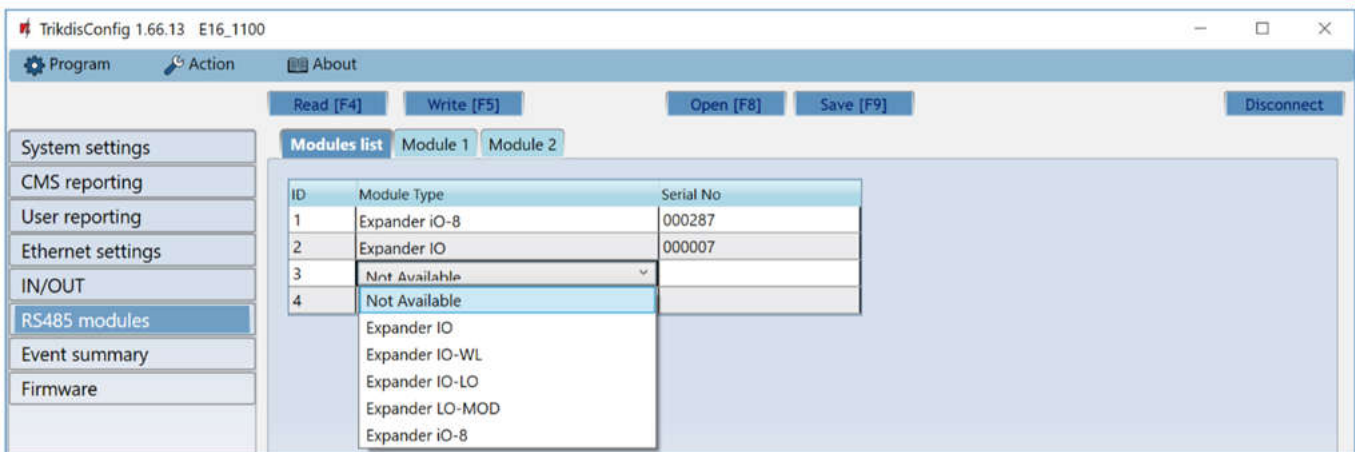 TrikdisConfig 1.66.13 E16_1100
Program Action About
Read [F4] Write [F5] Open [F8] Save [F9] Disconnect
System settings
CMS reporting
User reporting
Ethernet settings
IN/OUT
RS485 modules
Event summary
Firmware
Modules list Module 1 Module 2
ID Module Type Serial No
1 Expander iO-8 000287
2 Expander IO 000007
3 Not Available
4
Not Available
Expander IO
Expander IO-WL
Expander IO-LO
Expander LO-MOD
Expander iO-8